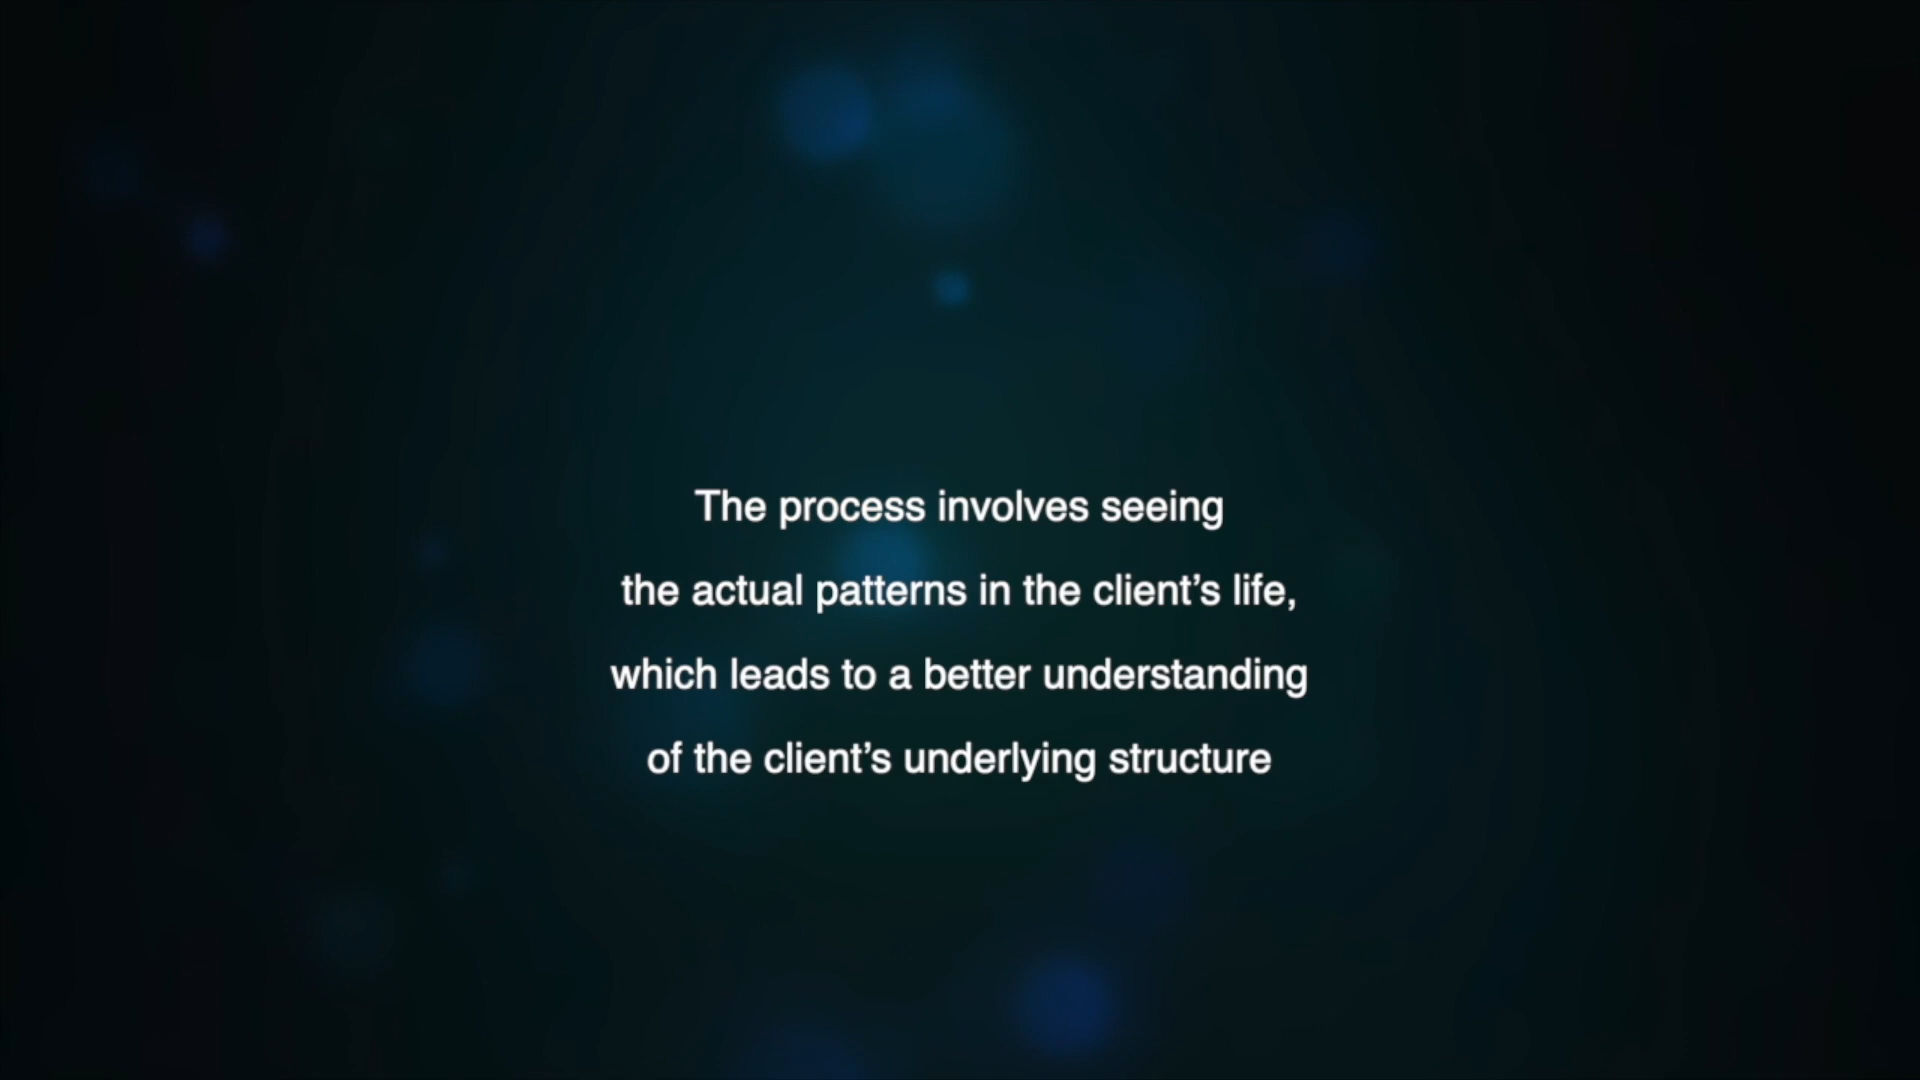 The process involves seeing
the actual patterns in the client’s life,
which leads to a better understanding
of the client’s underlying structure